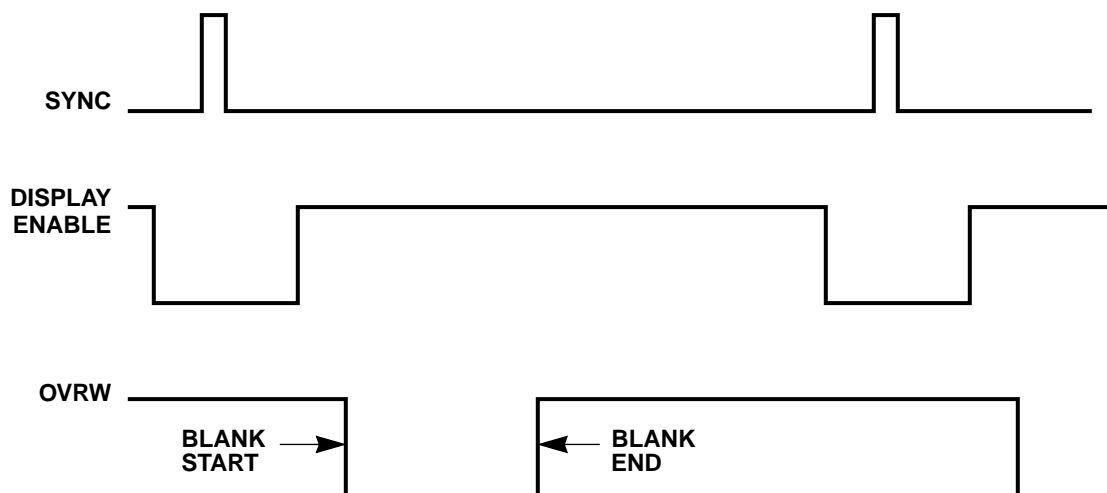 SYNC
DISPLAY
ENABLE
OVRW
BLANK
START
BLANK
END